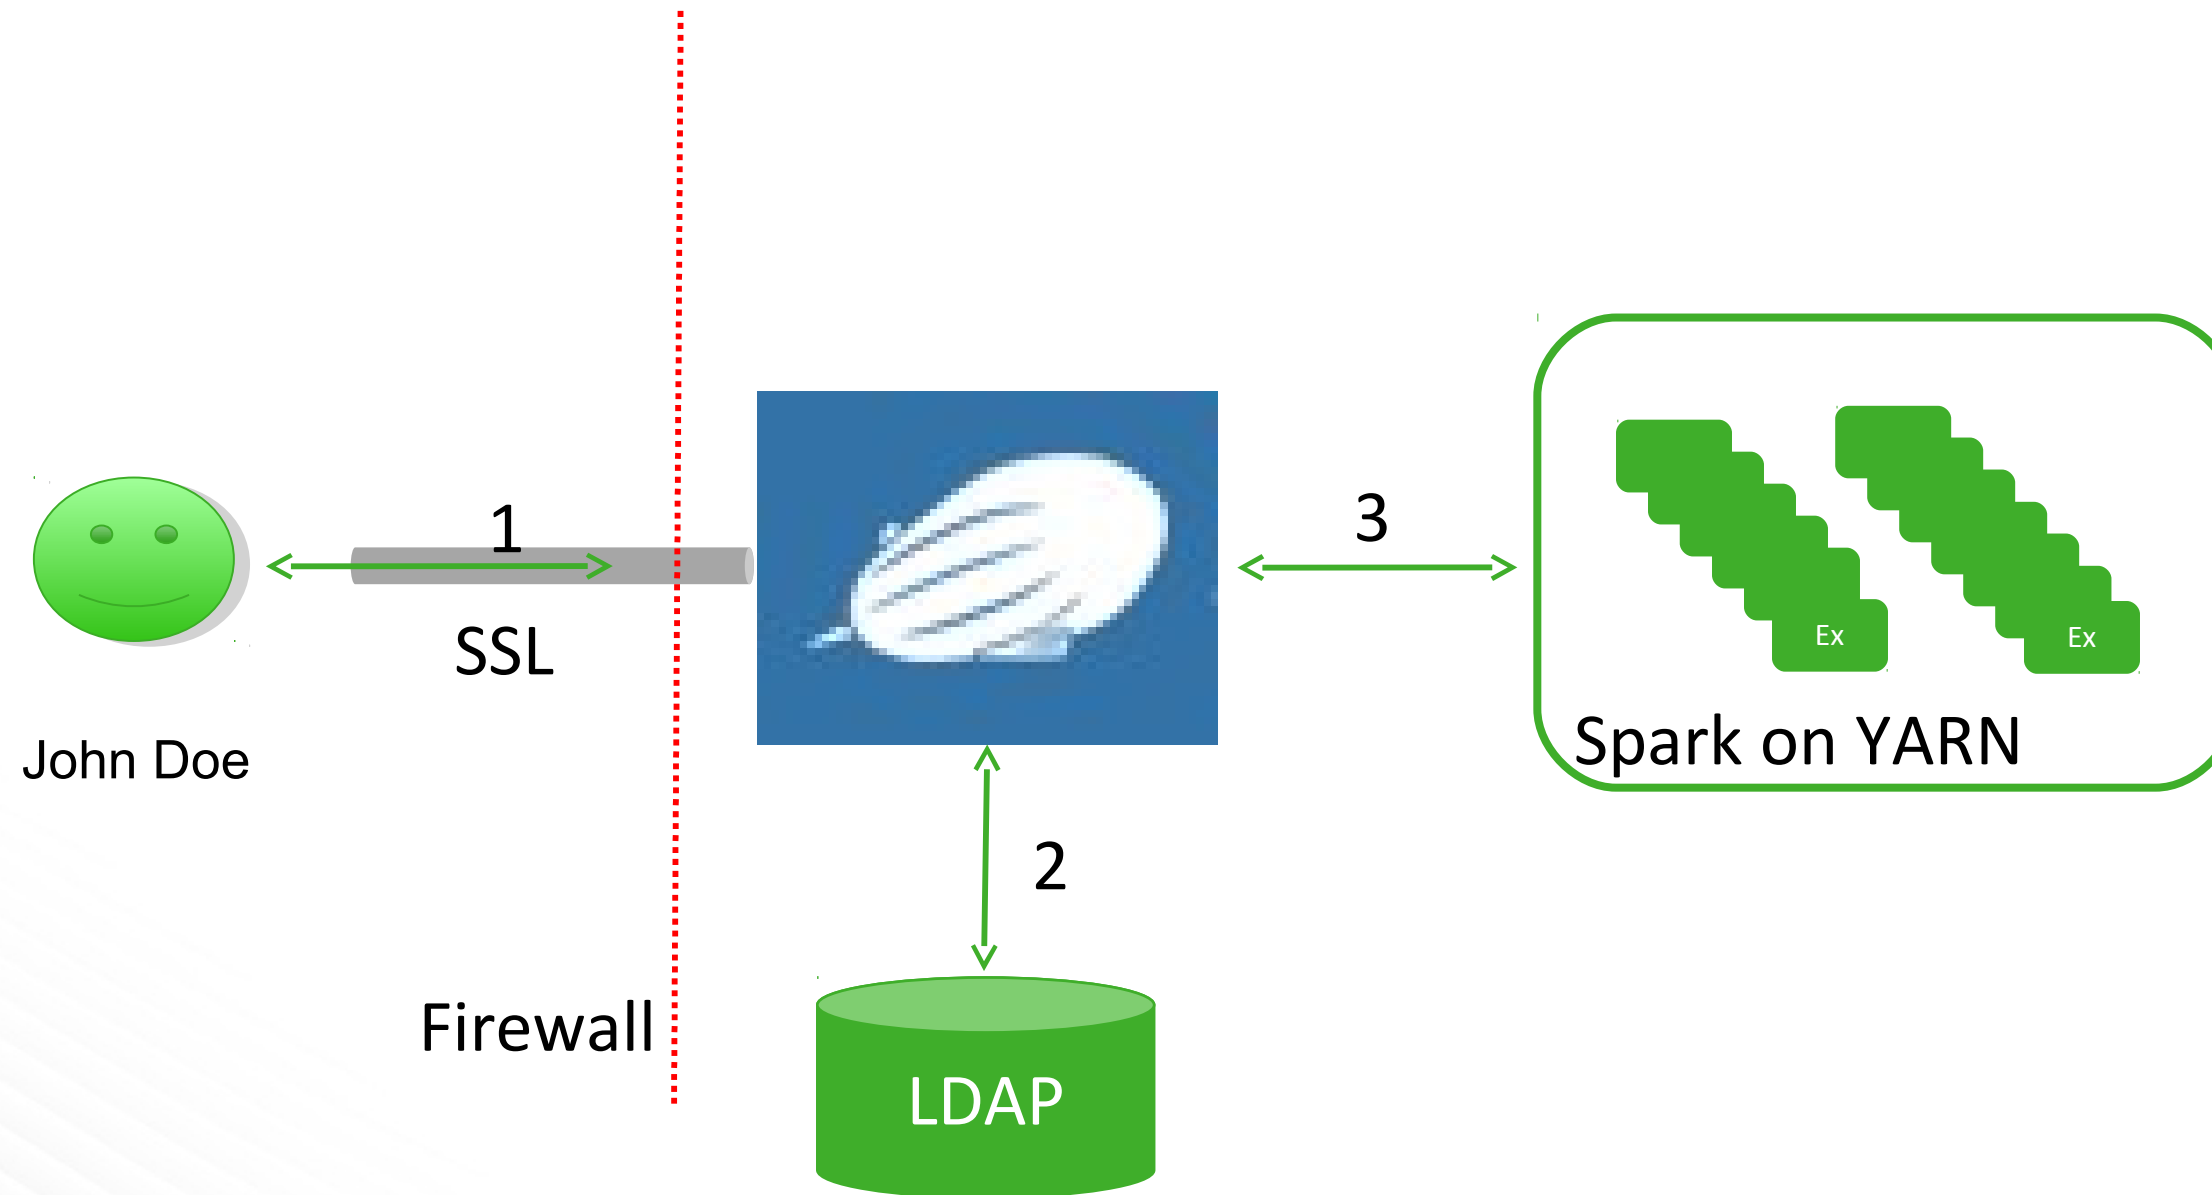 1
SSL
John Doe
Firewall
2
LDAP
3
Ex
Ex
Spark on YARN